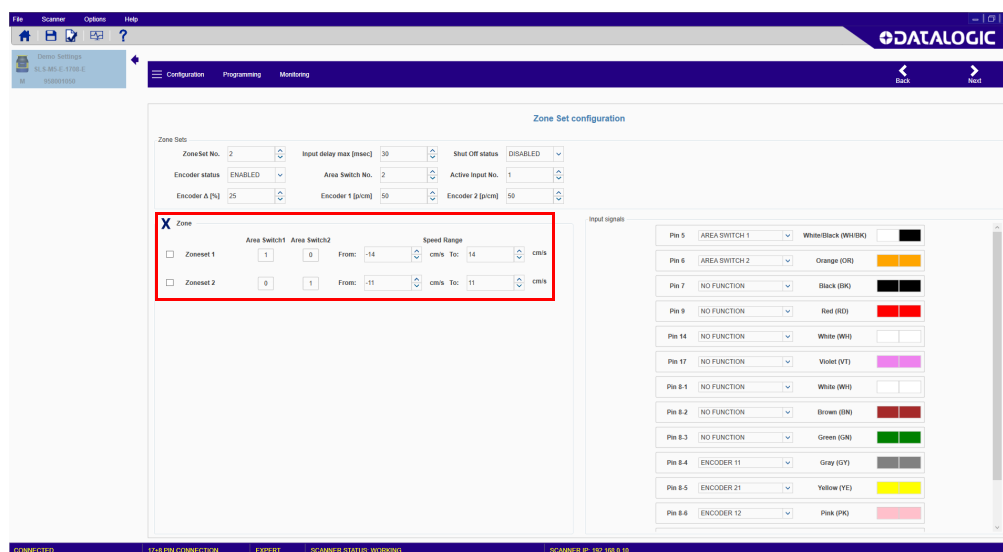 File Scanner Options Help
DATALOGIC
Demo Settings
SLS-M5-E-1708-E
M 950001050
Configuration Programming Monitoring Back Next
Zone Set configuration
Zone Sets
ZoneSet No. 2 Input delay max [msec] 30 Shut Off status DISABLED
Encoder status ENABLED Area Switch No. 2 Active Input No. 1
Encoder Δ [%] 25 Encoder 1 [p/cm] 50 Encoder 2 [p/cm] 50
X Zone
Area Switch1 Area Switch2 Speed Range
Zoneset 1 1 0 From: -14 cm/s To: 14 cm/s
Zoneset 2 0 1 From: -11 cm/s To: 11 cm/s
Input signals
Pin 5 AREA SWITCH 1 White/Black (WH/BK)
Pin 6 AREA SWITCH 2 Orange (OR)
Pin 7 NO FUNCTION Black (BK)
Pin 9 NO FUNCTION Red (RD)
Pin 14 NO FUNCTION White (WH)
Pin 17 NO FUNCTION Violet (VT)
Pin 8-1 NO FUNCTION White (WH)
Pin 8-2 NO FUNCTION Brown (BN)
Pin 8-3 NO FUNCTION Green (GN)
Pin 8-4 ENCODER 11 Gray (GY)
Pin 8-5 ENCODER 21 Yellow (YE)
Pin 8-6 ENCODER 12 Pink (PK)
CONNECTED 17+8 PIN CONNECTION EXPERT SCANNER STATUS: WORKING SCANNER IP: 192.168.0.10